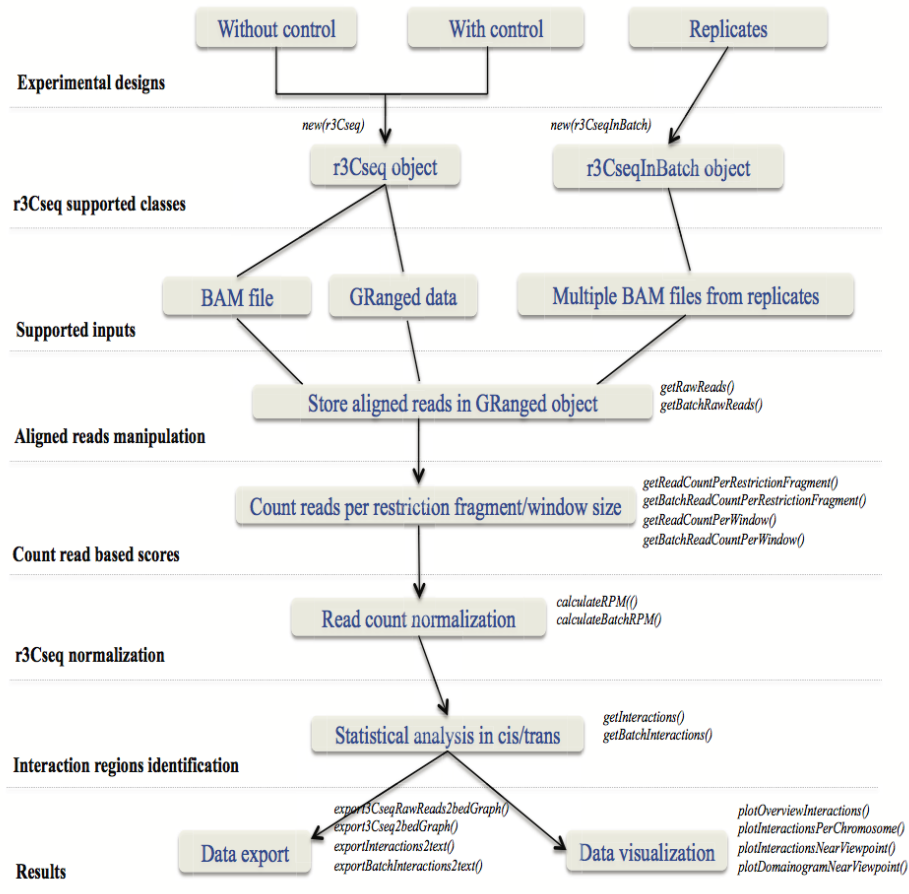 Without control
With control
Replicates
Experimental designs
new(r3Cseq)
new(r3CseqInBatch)
r3Cseq object
r3CseqInBatch object
r3Cseq supported classes
BAM file
GRanged data
Multiple BAM files from replicates
Supported inputs
Store aligned reads in GRanged object
getRawReads()
getBatchRawReads()
Aligned reads manipulation
Count reads per restriction fragment/window size
getReadCountPerRestrictionFragment()
getBatchReadCountPerRestrictionFragment()
getReadCountPerWindow()
getBatchReadCountPerWindow()
Count read based scores
Read count normalization
calculateRPM(()
calculateBatchRPM()
r3Cseq normalization
Statistical analysis in cis/trans
getInteractions()
getBatchInteractions()
Interaction regions identification
Data export
export3CseqRawReads2bedGraph()
export3Cseq2bedGraph()
exportInteractions2text()
exportBatchInteractions2text()
Data visualization
plotOverviewInteractions()
plotInteractionsPerChromosome()
plotInteractionsNearViewpoint()
plotDomainogramNearViewpoint()
Results